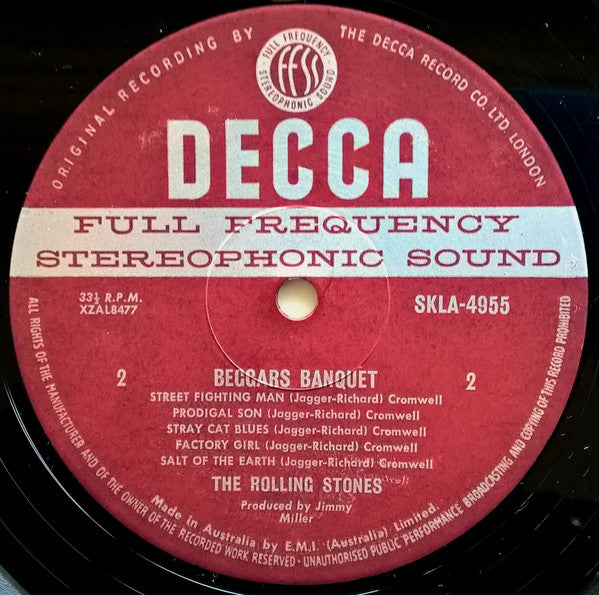 ORIGINAL RECORDING BY THE DECCA RECORD CO. LTD. LONDON
FULL FREQUENCY
FFSS
STEREOPHONIC SOUND
DECCA
FULL FREQUENCY
STEREOPHONIC SOUND
33⅓ R.P.M.
XZAL8477
SKLA-4955
2 BEGGARS BANQUET 2
STREET FIGHTING MAN (Jagger-Richard) Cromwell
PRODIGAL SON (Jagger-Richard) Cromwell
STRAY CAT BLUES (Jagger-Richard) Cromwell
FACTORY GIRL (Jagger-Richard) Cromwell
SALT OF THE EARTH (Jagger-Richard) Cromwell
THE ROLLING STONES
Produced by Jimmy
Miller
Made in Australia by E.M.I. (Australia) Limited.
ALL RIGHTS OF THE MANUFACTURER AND OF THE OWNER OF THE RECORDED WORK RESERVED · UNAUTHORISED PUBLIC PERFORMANCE BROADCASTING AND COPYING OF THIS RECORD PROHIBITED